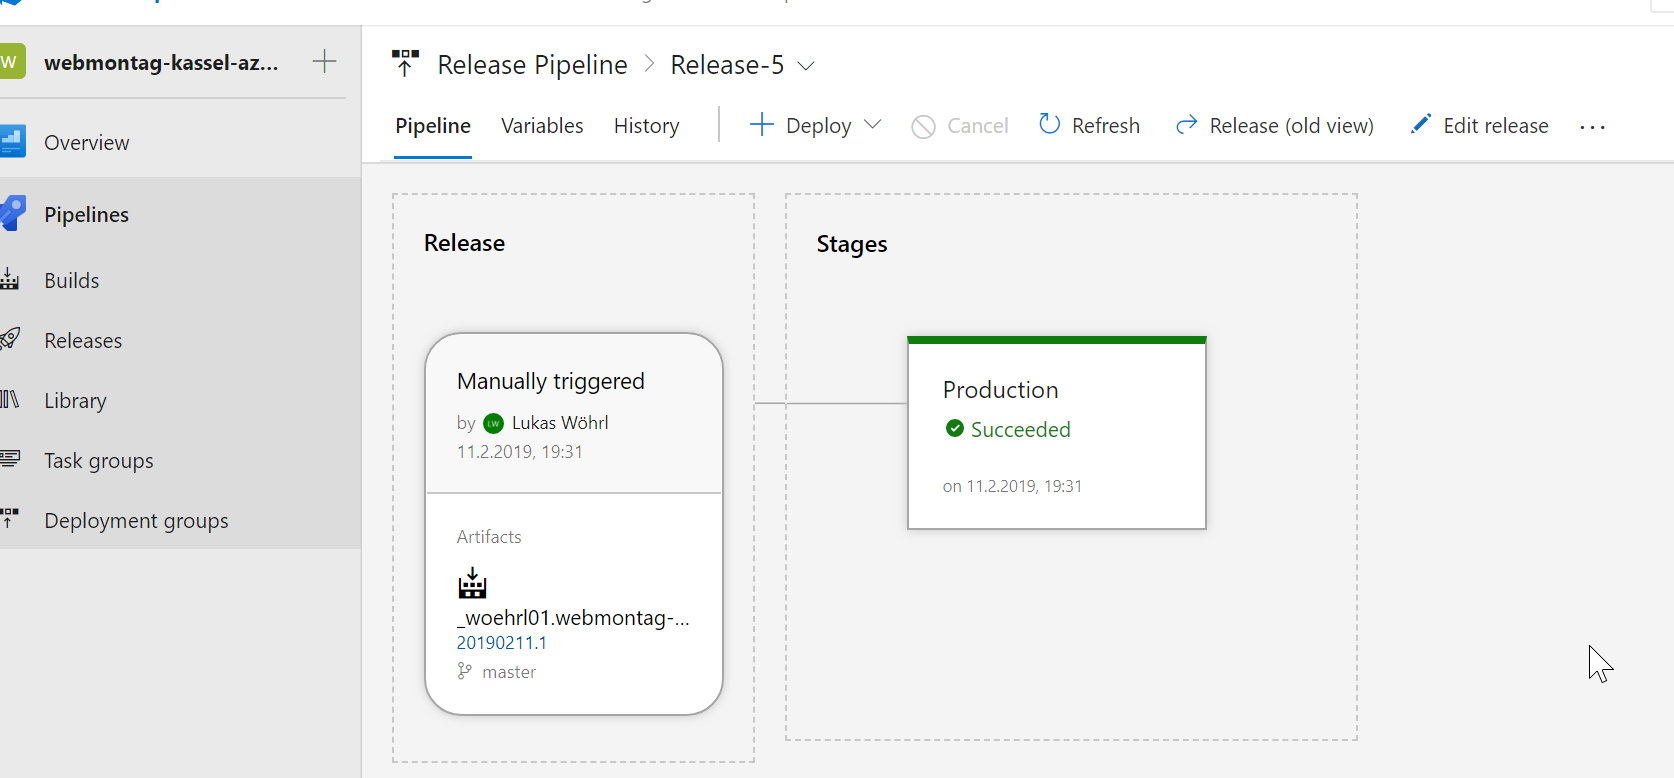 W webmontag-kassel-az...
Overview
Pipelines
Builds
Releases
Library
Task groups
Deployment groups
Release Pipeline > Release-5
Pipeline Variables History Deploy Cancel Refresh Release (old view) Edit release ...
Release
Manually triggered
by LW Lukas Wöhrl
11.2.2019, 19:31
Artifacts
_woehrl01.webmontag-...
20190211.1
master
Stages
Production
Succeeded
on 11.2.2019, 19:31